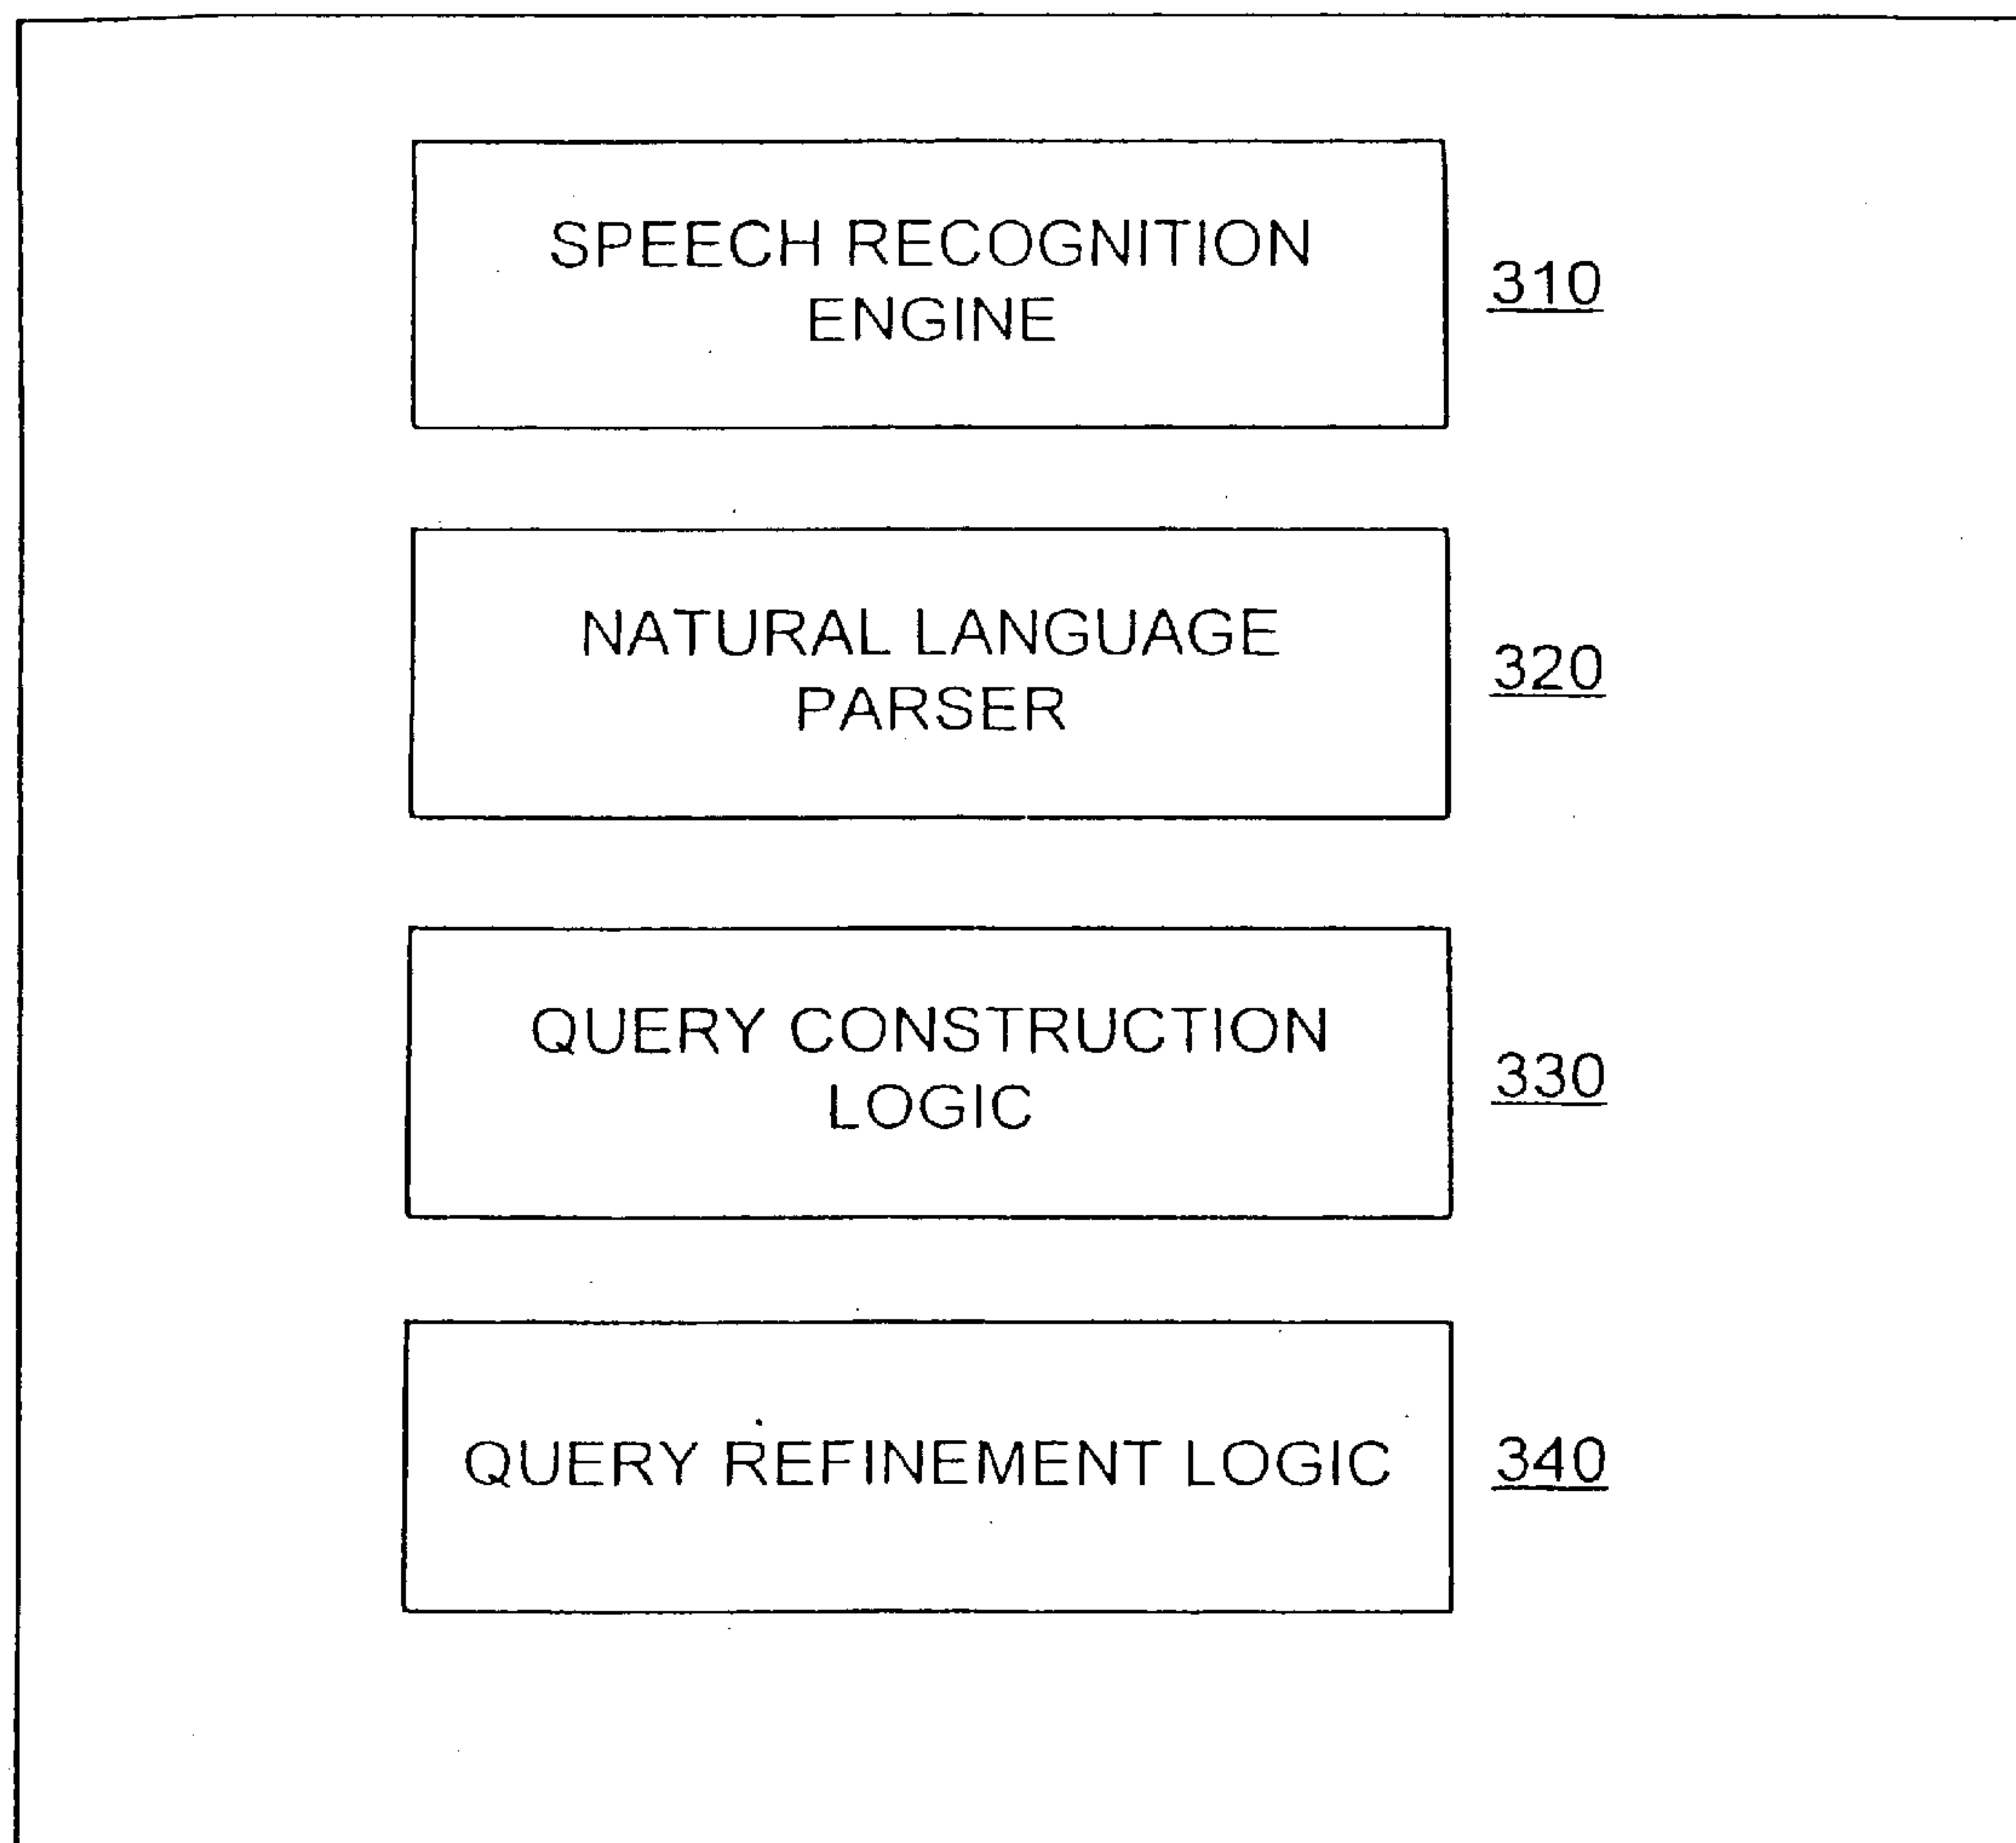 SPEECH RECOGNITION
ENGINE
310
NATURAL LANGUAGE
PARSER
320
QUERY CONSTRUCTION
LOGIC
330
QUERY REFINEMENT LOGIC
340